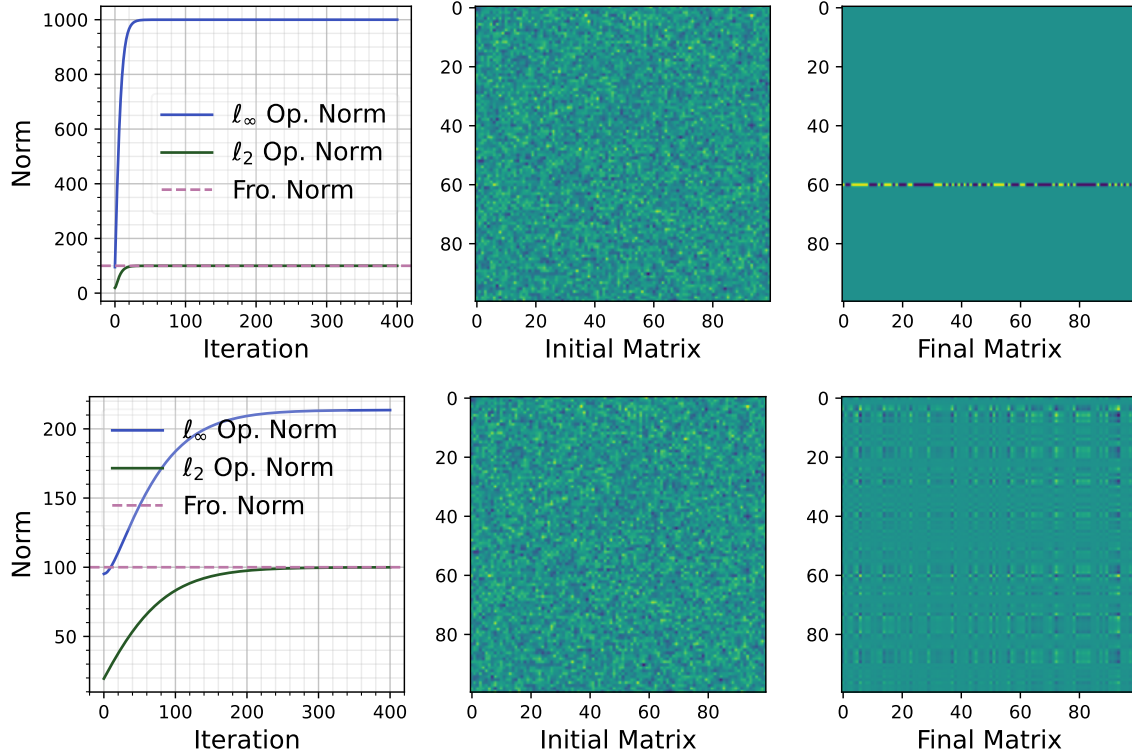 1000
800
600
400
200
0
Norm
ℓ∞ Op. Norm
ℓ2 Op. Norm
Fro. Norm
0 100 200 300 400
Iteration
0
20
40
60
80
0 20 40 60 80
Initial Matrix
0
20
40
60
80
0 20 40 60 80
Final Matrix
200
150
100
50
Norm
ℓ∞ Op. Norm
ℓ2 Op. Norm
Fro. Norm
0 100 200 300 400
Iteration
0
20
40
60
80
0 20 40 60 80
Initial Matrix
0
20
40
60
80
0 20 40 60 80
Final Matrix